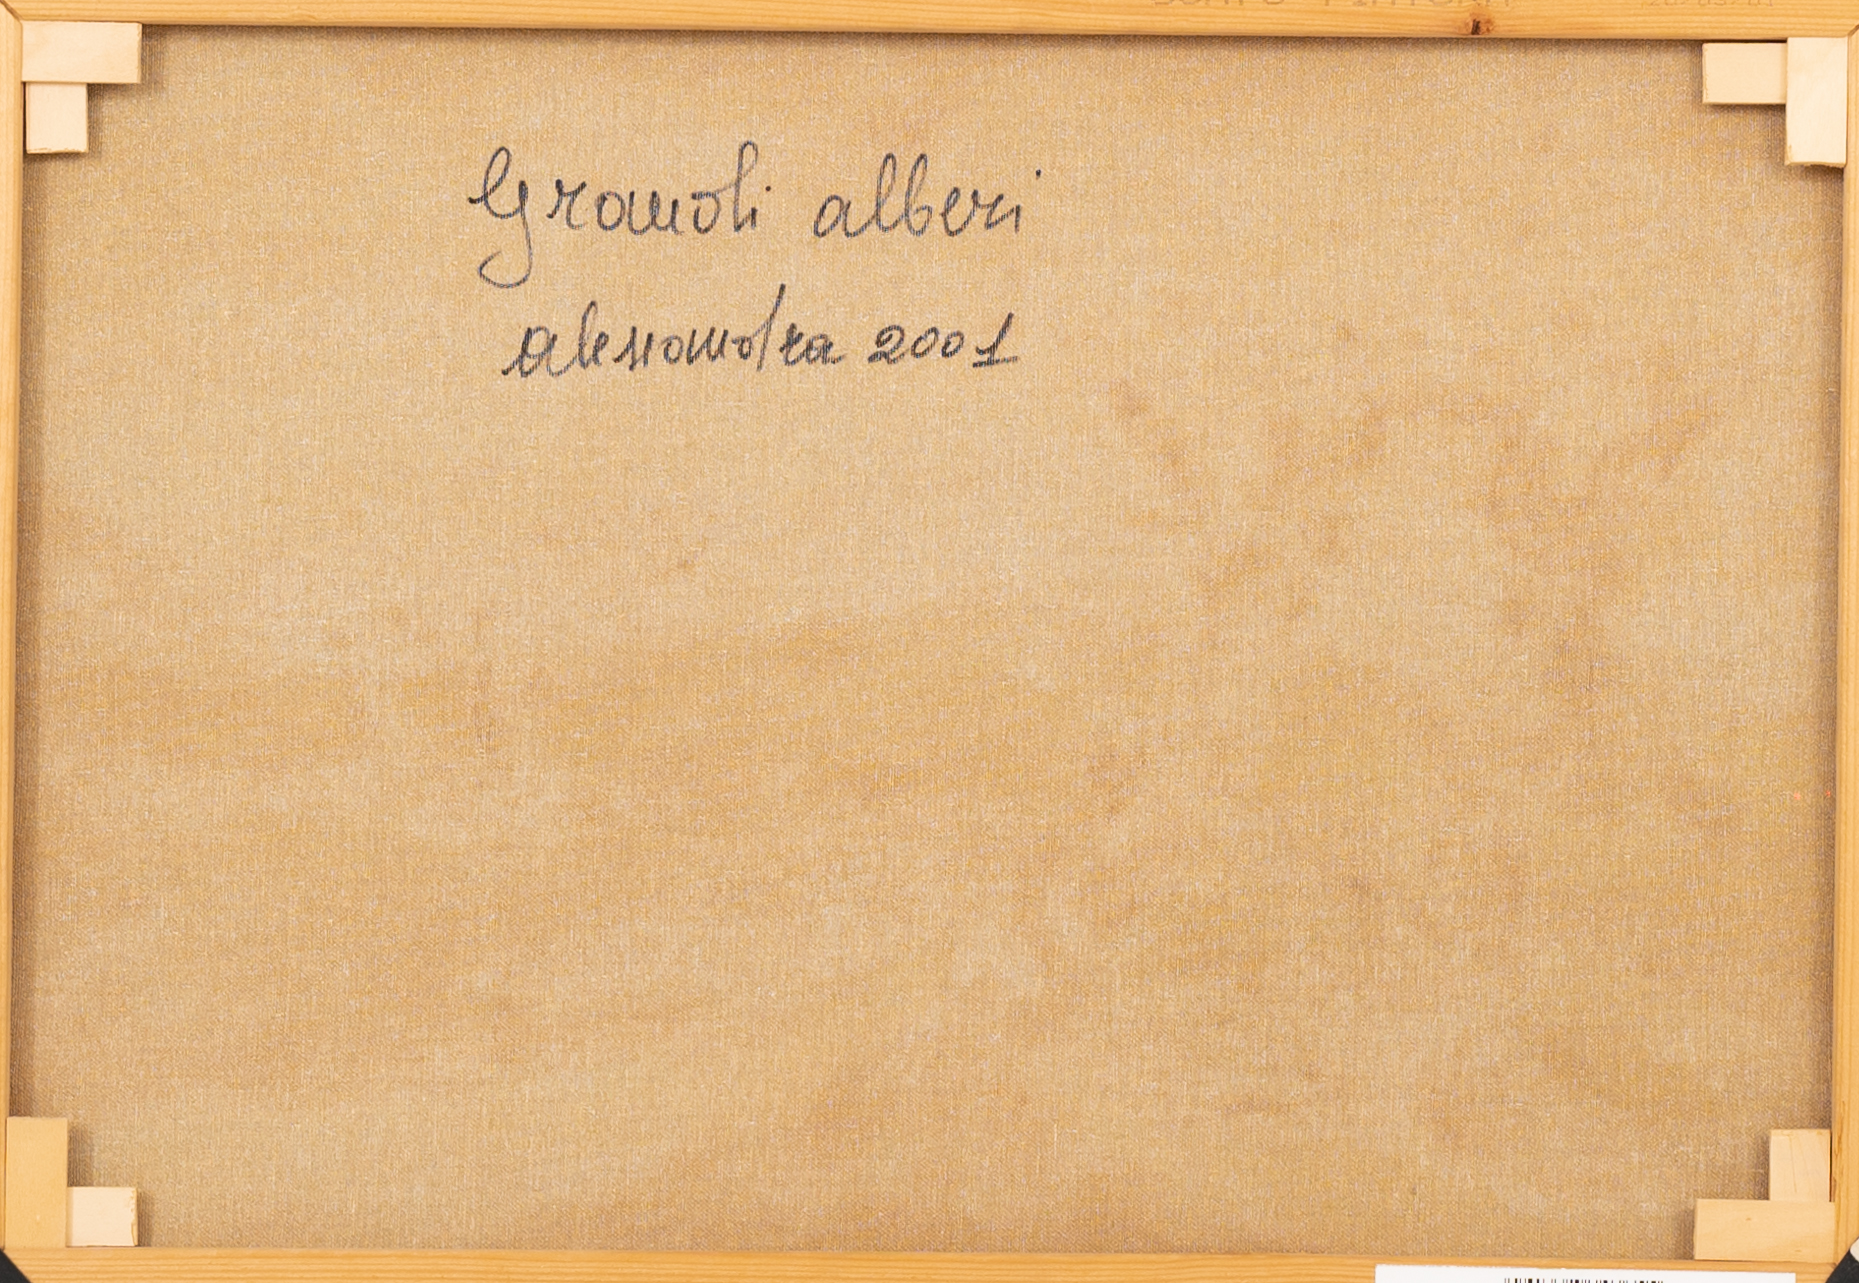 Grandi alberi
alessandra 2001